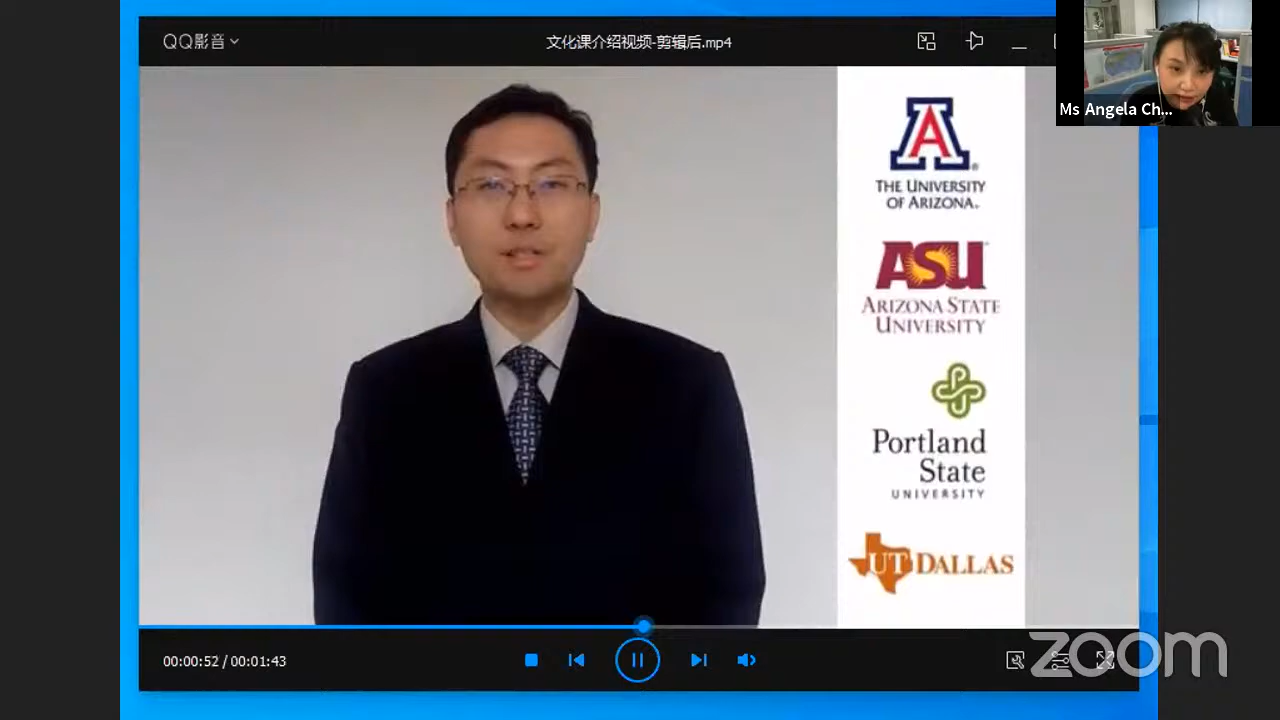 QQ影音
文化课介绍视频-剪辑后.mp4
Ms Angela Ch...
A
THE UNIVERSITY
OF ARIZONA.
ASU
ARIZONA STATE
UNIVERSITY
Portland
State
UNIVERSITY
UT DALLAS
00:00:52 / 00:01:43
zoom